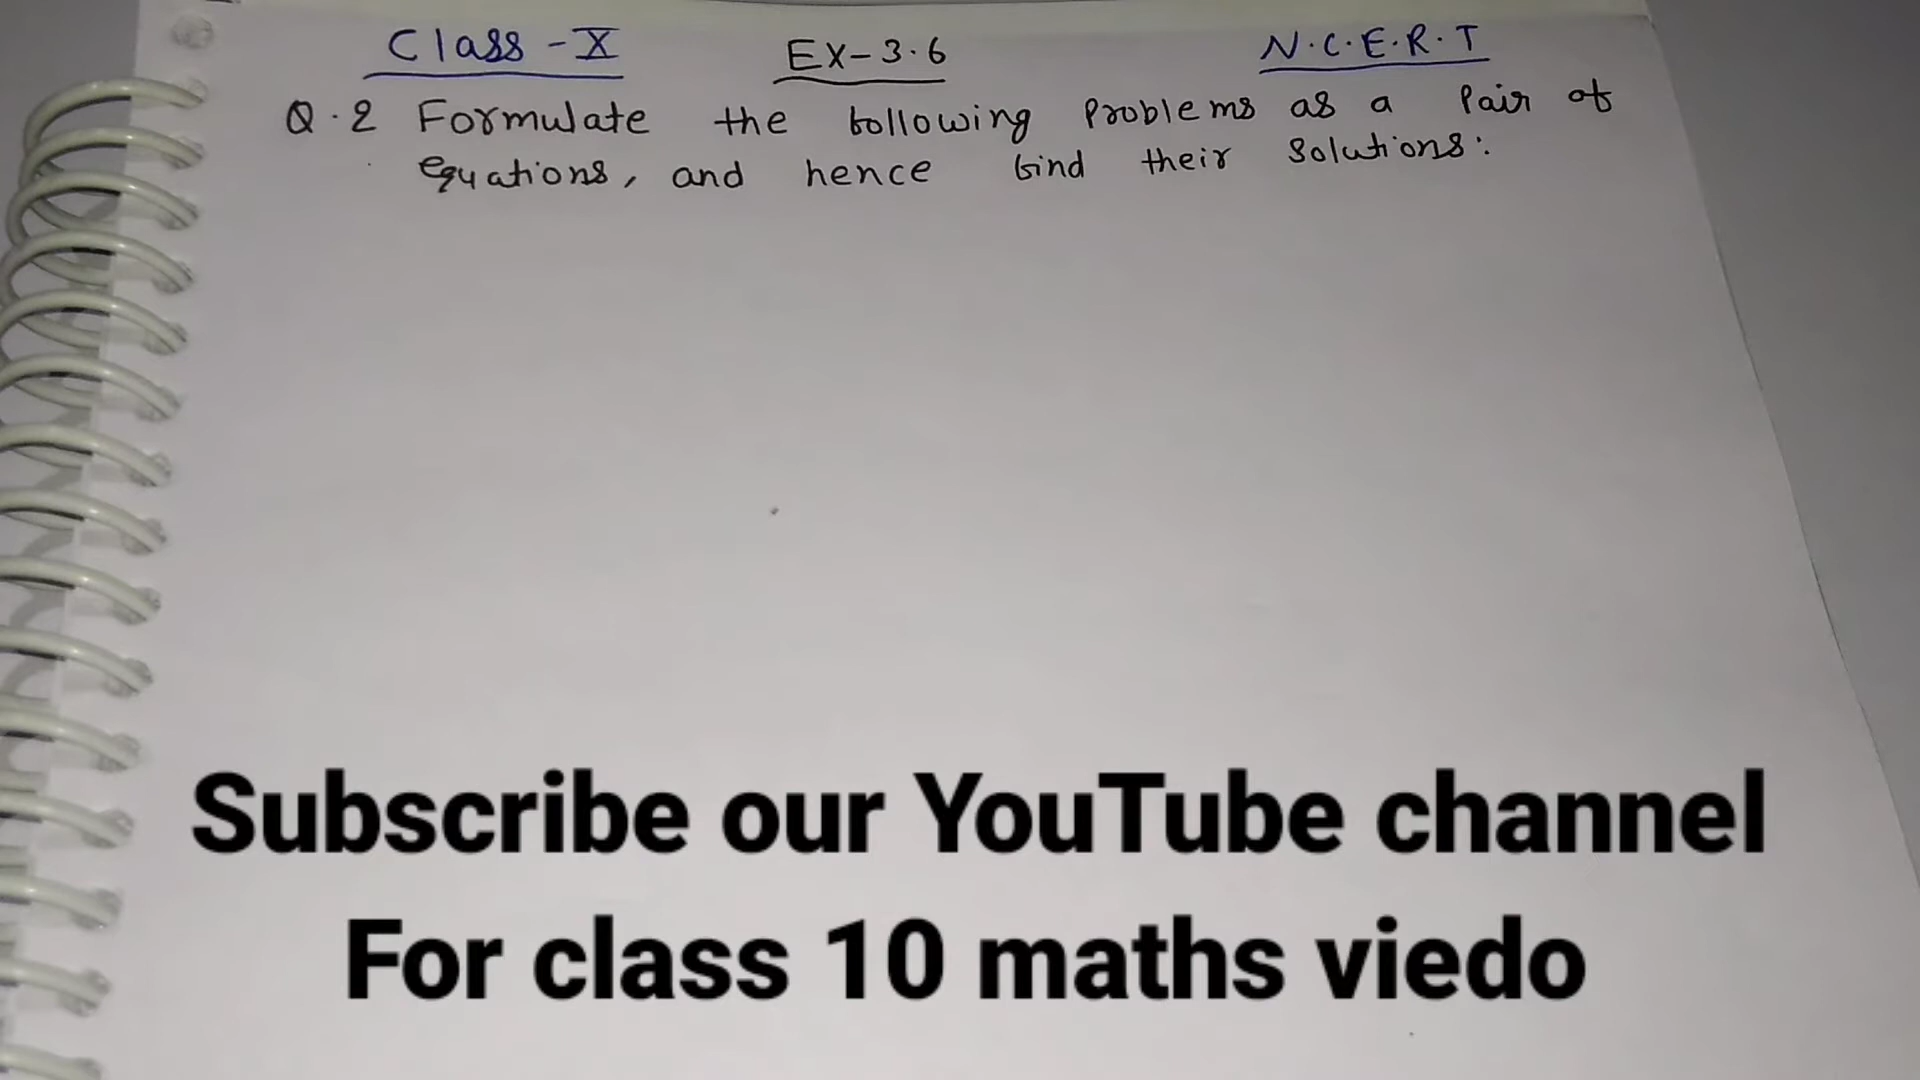 Class - X EX-3.6 N.C.E.R.T
Q.2 Formulate the following Problems as a Pair of
equations, and hence find their Solutions:
Subscribe our YouTube channel
For class 10 maths viedo